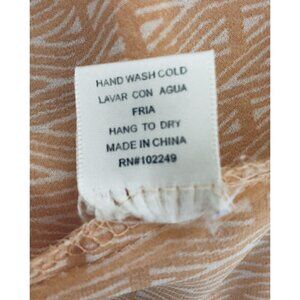 HAND WASH COLD
LAVAR CON AGUA
FRIA
HANG TO DRY
MADE IN CHINA
RN#102249